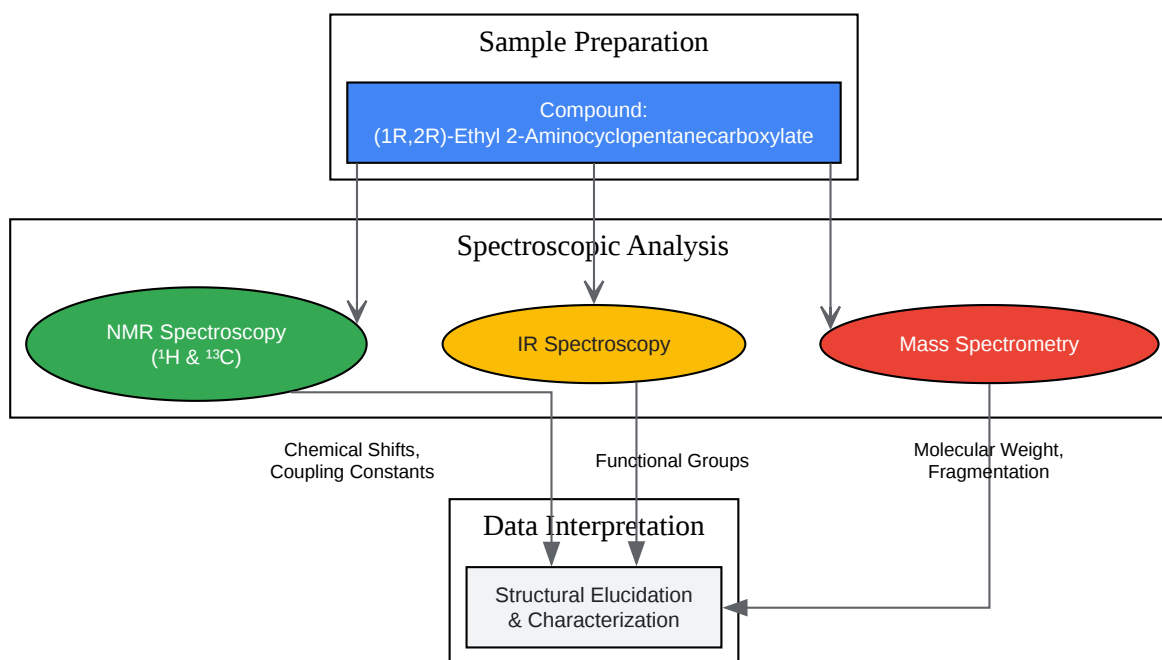 Sample Preparation
Compound:
(1R,2R)-Ethyl 2-Aminocyclopentanecarboxylate
Spectroscopic Analysis
NMR Spectroscopy
(¹H & ¹³C)
IR Spectroscopy
Mass Spectrometry
Chemical Shifts,
Coupling Constants
Functional Groups
Molecular Weight,
Fragmentation
Data Interpretation
Structural Elucidation
& Characterization